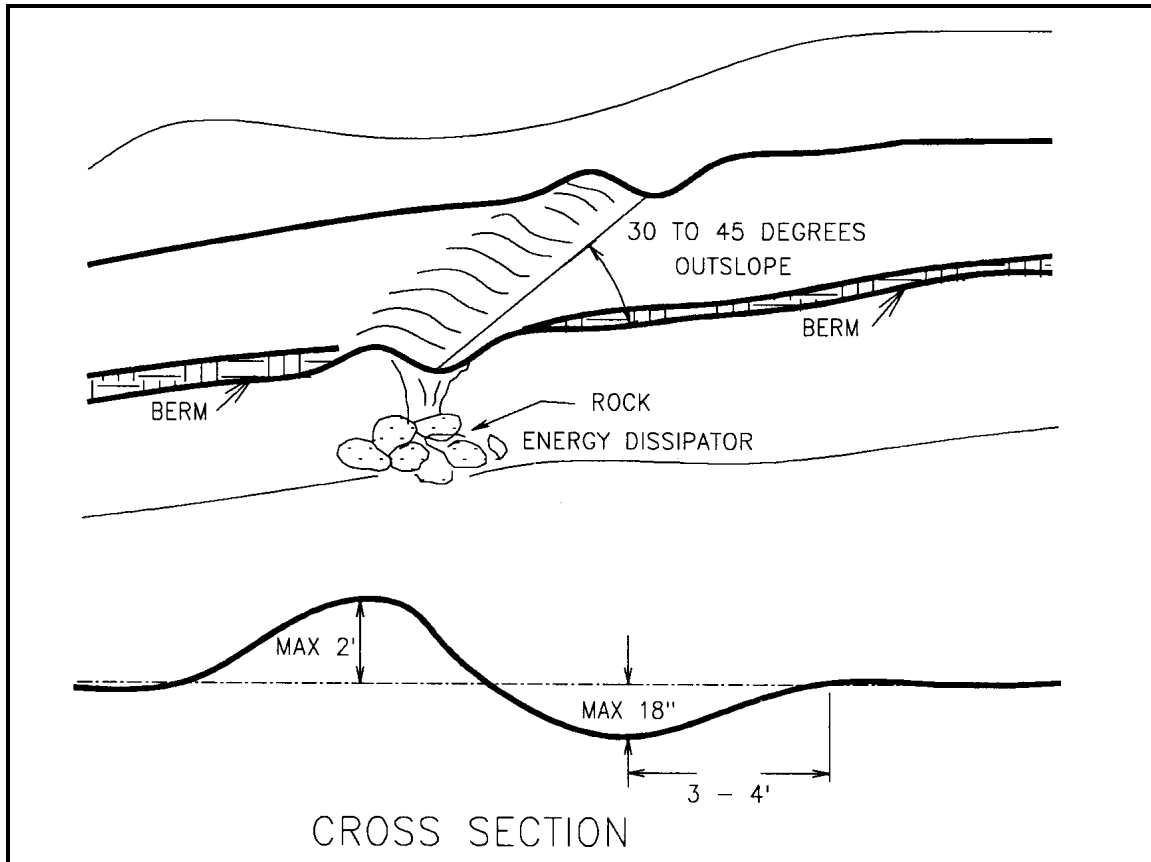 30 TO 45 DEGREES
OUTSLOPE
BERM
BERM
ROCK
ENERGY DISSIPATOR
MAX 2'
MAX 18"
3 - 4'
CROSS SECTION